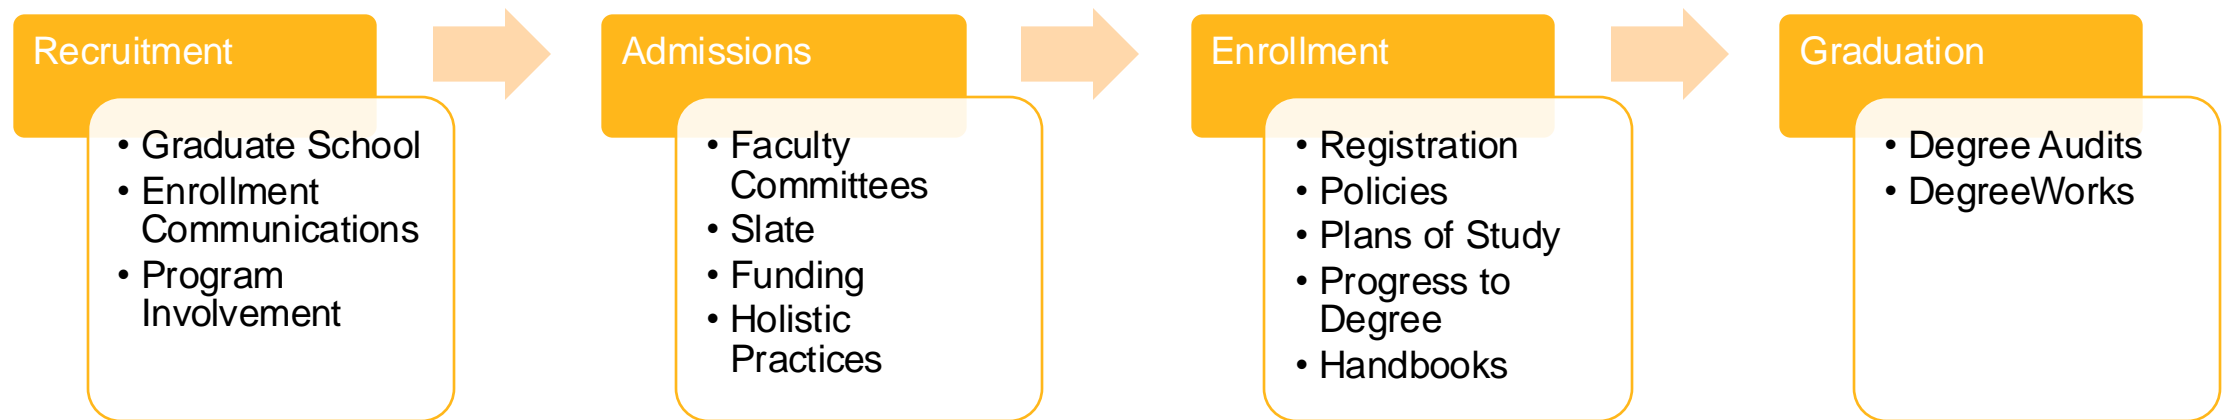 Recruitment
• Graduate School
• Enrollment
Communications
• Program
Involvement
Admissions
• Faculty
Committees
• Slate
• Funding
• Holistic
Practices
Enrollment
• Registration
• Policies
• Plans of Study
• Progress to
Degree
• Handbooks
Graduation
• Degree Audits
• DegreeWorks